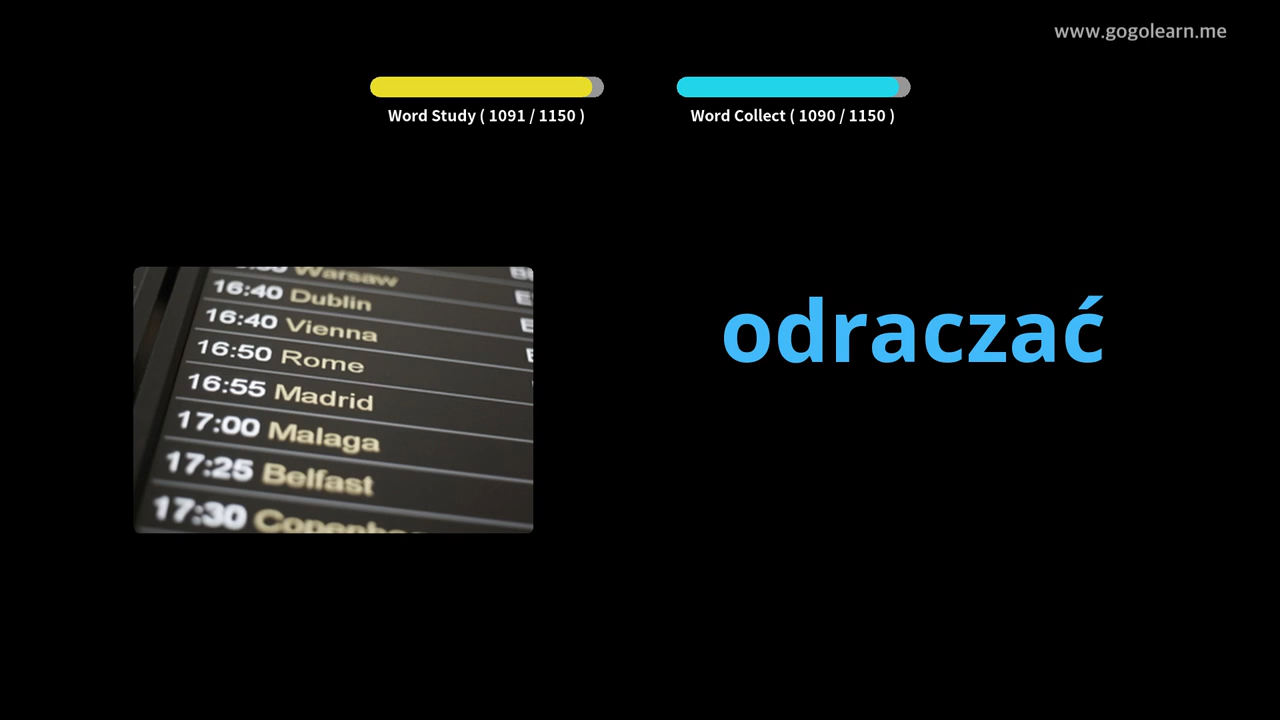 www.gogolearn.me
Word Study ( 1091 / 1150 )
Word Collect ( 1090 / 1150 )
Warsaw
16:40 Dublin
16:40 Vienna
16:50 Rome
16:55 Madrid
17:00 Malaga
17:25 Belfast
17:30
odraczać